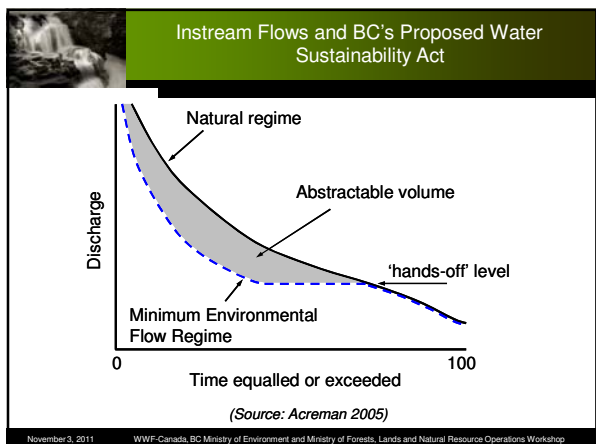 Instream Flows and BC's Proposed Water
Sustainability Act
Natural regime
Abstractable volume
Discharge
'hands-off' level
Minimum Environmental
Flow Regime
0
100
Time equalled or exceeded
(Source: Acreman 2005)
November 3, 2011
WWF-Canada, BC Ministry of Environment and Ministry of Forests, Lands and Natural Resource Operations Workshop